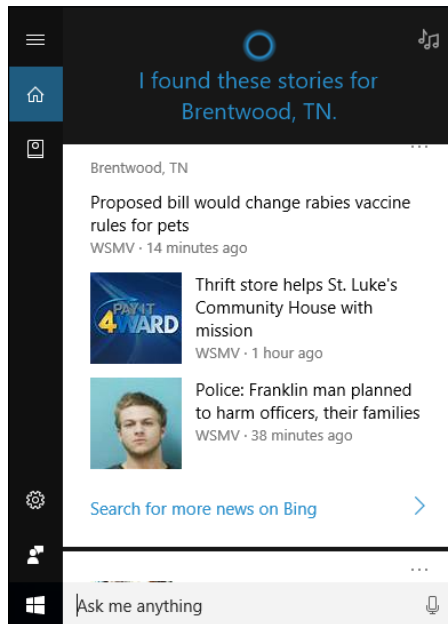 I found these stories for
Brentwood, TN.
Brentwood, TN
Proposed bill would change rabies vaccine
rules for pets
WSMV · 14 minutes ago
PAY IT
4WARD
Thrift store helps St. Luke's
Community House with
mission
WSMV · 1 hour ago
Police: Franklin man planned
to harm officers, their families
WSMV · 38 minutes ago
Search for more news on Bing
Ask me anything